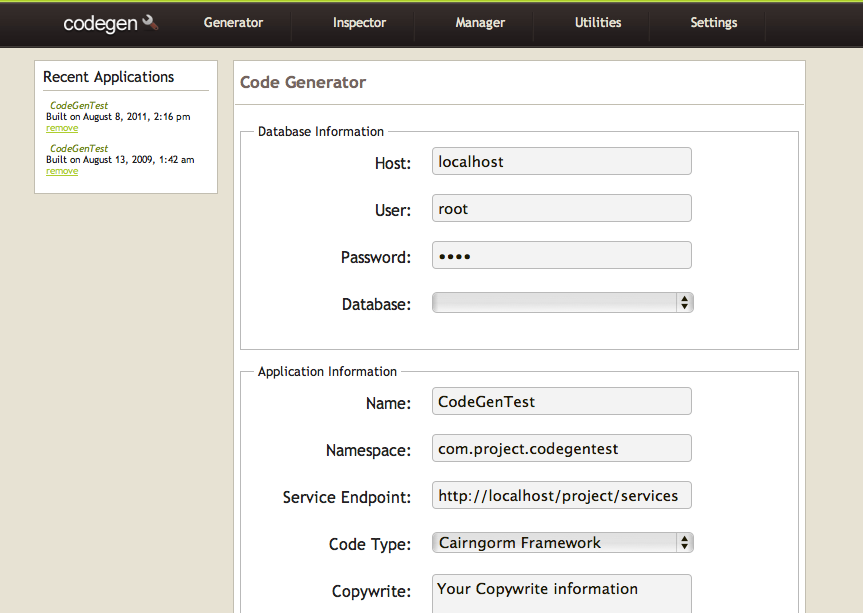 codegen
Generator Inspector Manager Utilities Settings
Recent Applications
CodeGenTest
Built on August 8, 2011, 2:16 pm
remove
CodeGenTest
Built on August 13, 2009, 1:42 am
remove
Code Generator
Database Information
Host: localhost
User: root
Password: ••••
Database:
Application Information
Name: CodeGenTest
Namespace: com.project.codegentest
Service Endpoint: http://localhost/project/services
Code Type: Cairngorm Framework
Copywrite: Your Copywrite information